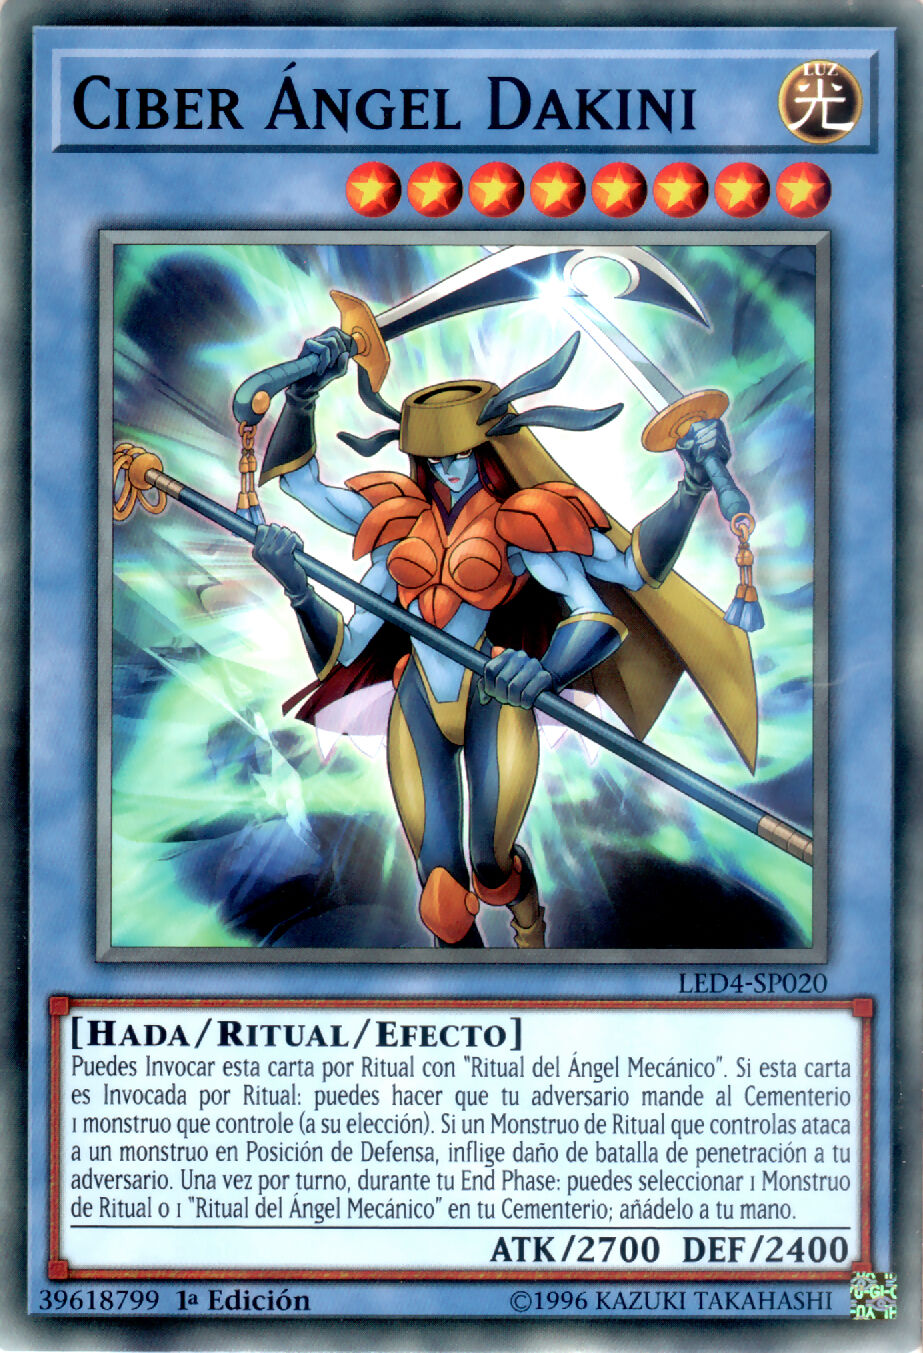 Ciber Ángel Dakini
LUZ
光
LED4-SP020
[Hada/Ritual/Efecto]
Puedes Invocar esta carta por Ritual con "Ritual del Ángel Mecánico". Si esta carta
es Invocada por Ritual: puedes hacer que tu adversario mande al Cementerio
1 monstruo que controle (a su elección). Si un Monstruo de Ritual que controlas ataca
a un monstruo en Posición de Defensa, inflige daño de batalla de penetración a tu
adversario. Una vez por turno, durante tu End Phase: puedes seleccionar 1 Monstruo
de Ritual o 1 "Ritual del Ángel Mecánico" en tu Cementerio; añádelo a tu mano.
ATK/2700 DEF/2400
39618799 1ª Edición ©1996 KAZUKI TAKAHASHI